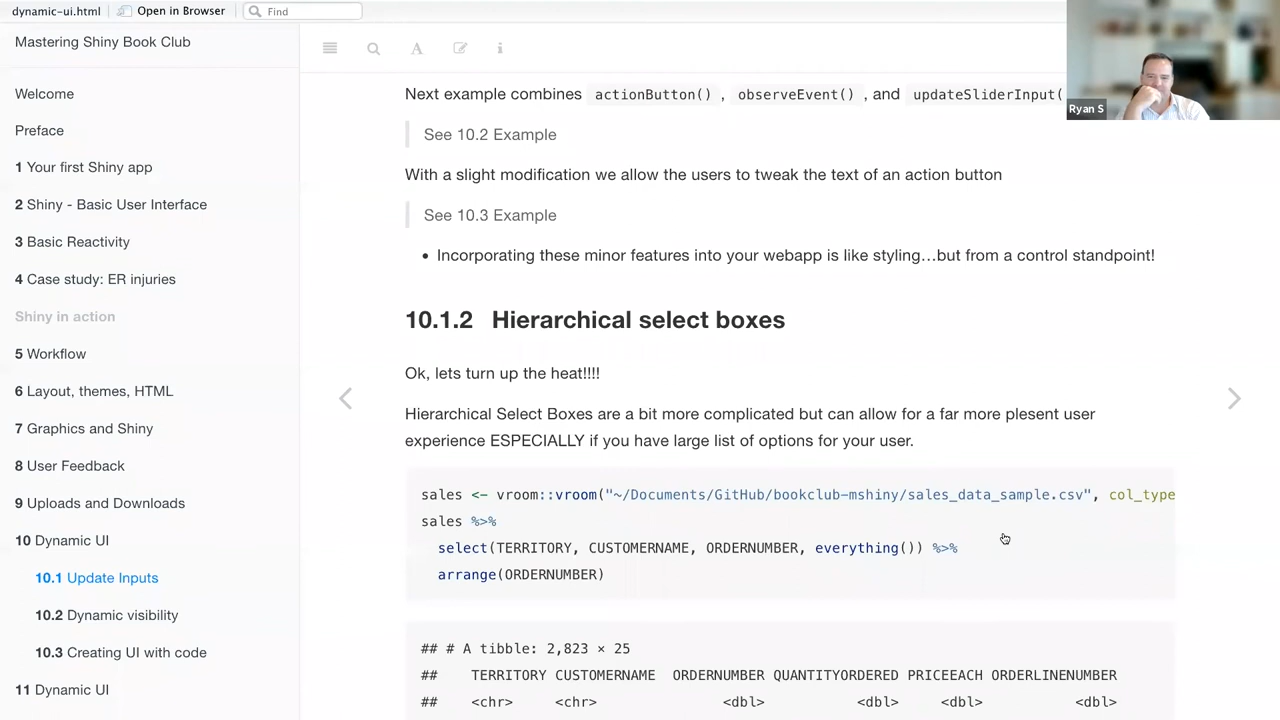 dynamic-ui.html
Open in Browser
Find
Mastering Shiny Book Club
Welcome
Preface
1 Your first Shiny app
2 Shiny - Basic User Interface
3 Basic Reactivity
4 Case study: ER injuries
Shiny in action
5 Workflow
6 Layout, themes, HTML
7 Graphics and Shiny
8 User Feedback
9 Uploads and Downloads
10 Dynamic UI
10.1 Update Inputs
10.2 Dynamic visibility
10.3 Creating UI with code
11 Dynamic UI
Next example combines actionButton() , observeEvent() , and updateSliderInput(
See 10.2 Example
With a slight modification we allow the users to tweak the text of an action button
See 10.3 Example
• Incorporating these minor features into your webapp is like styling…but from a control standpoint!
10.1.2 Hierarchical select boxes
Ok, lets turn up the heat!!!!
Hierarchical Select Boxes are a bit more complicated but can allow for a far more plesent user
experience ESPECIALLY if you have large list of options for your user.
sales <- vroom::vroom("~/Documents/GitHub/bookclub-mshiny/sales_data_sample.csv", col_type
sales %>%
select(TERRITORY, CUSTOMERNAME, ORDERNUMBER, everything()) %>%
arrange(ORDERNUMBER)
## # A tibble: 2,823 × 25
## TERRITORY CUSTOMERNAME ORDERNUMBER QUANTITYORDERED PRICEEACH ORDERLINENUMBER
## <chr> <chr> <dbl> <dbl> <dbl> <dbl>
Ryan S